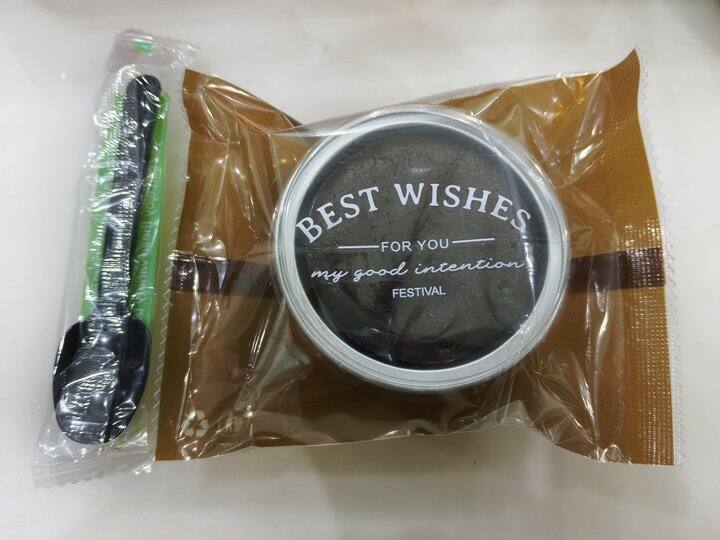 BEST WISHES
FOR YOU
my good intention
FESTIVAL